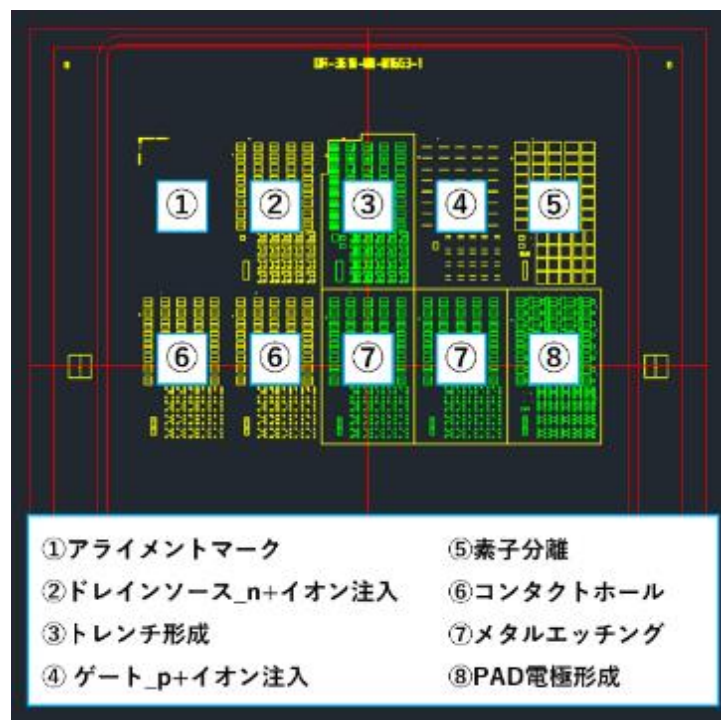 ① ② ③ ④ ⑤
⑥ ⑥ ⑦ ⑦ ⑧
①アライメントマーク
②ドレインソース_n+イオン注入
③トレンチ形成
④ ゲート_p+イオン注入
⑤素子分離
⑥コンタクトホール
⑦メタルエッチング
⑧PAD電極形成